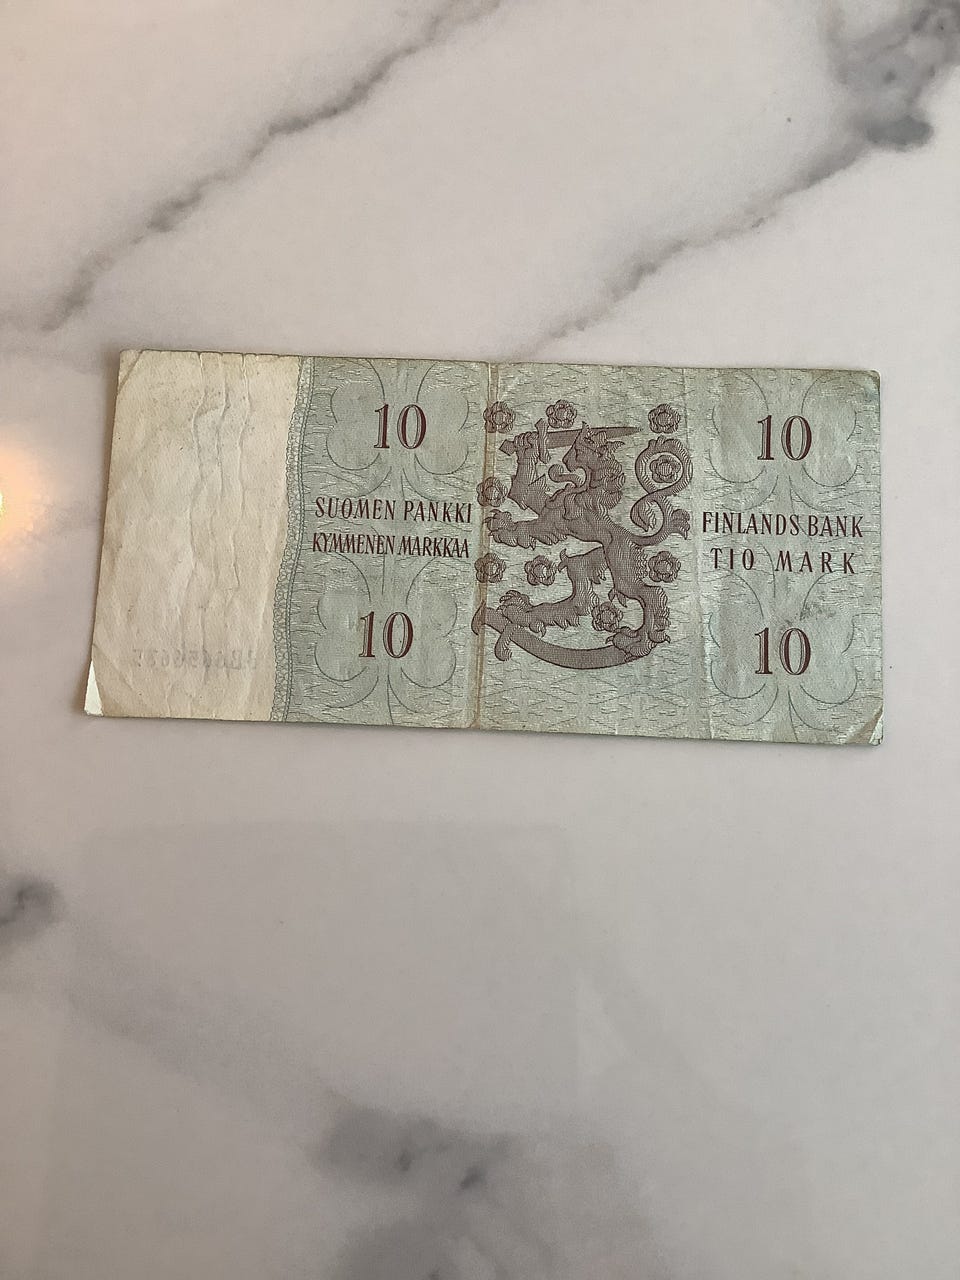 10
SUOMEN PANKKI
KYMMENEN MARKKAA
10
10
FINLANDS BANK
TIO MARK
10